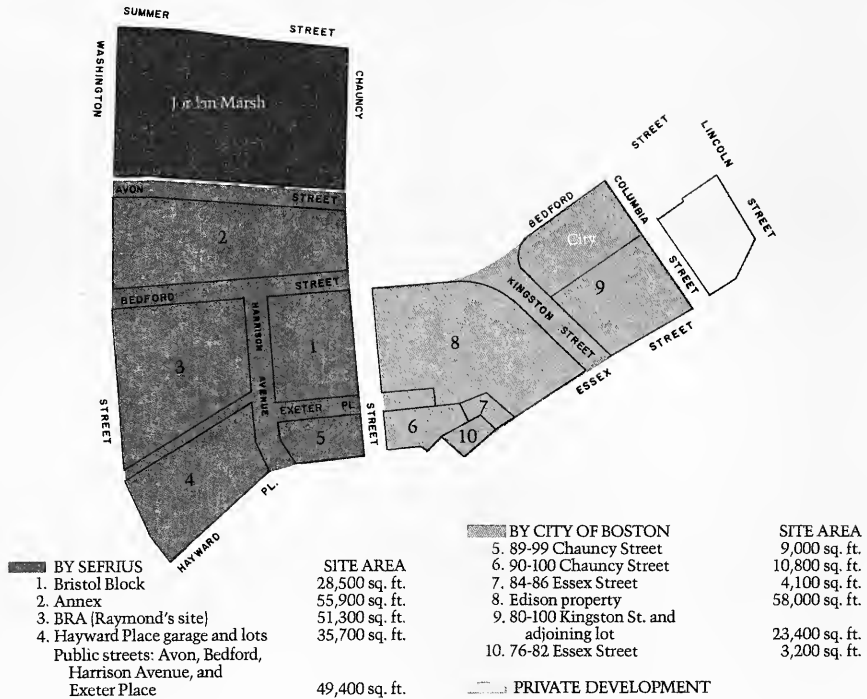 SUMMER STREET
WASHINGTON
CHAUNCY
Jordan Marsh
STREET
LINCOLN
AVON STREET
BEDFORD
COLUMBIA
STREET
2
City
BEDFORD STREET
KINGSTON
STREET
9
HARRISON
1
8
STREET
STREET
3
AVENUE
ESSEX
EXETER PL.
STREET
7
STREET
6
5
10
4
PL.
HAYWARD
BY SEFRIUS SITE AREA
1. Bristol Block 28,500 sq. ft.
2. Annex 55,900 sq. ft.
3. BRA (Raymond's site) 51,300 sq. ft.
4. Hayward Place garage and lots 35,700 sq. ft.
Public streets: Avon, Bedford,
Harrison Avenue, and
Exeter Place 49,400 sq. ft.
BY CITY OF BOSTON SITE AREA
5. 89-99 Chauncy Street 9,000 sq. ft.
6. 90-100 Chauncy Street 10,800 sq. ft.
7. 84-86 Essex Street 4,100 sq. ft.
8. Edison property 58,000 sq. ft.
9. 80-100 Kingston St. and
adjoining lot 23,400 sq. ft.
10. 76-82 Essex Street 3,200 sq. ft.
PRIVATE DEVELOPMENT